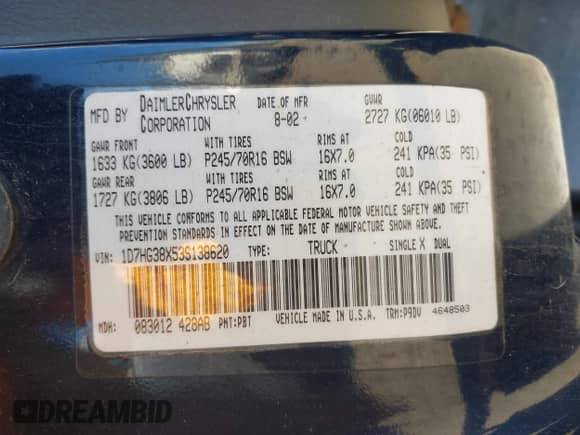 MFD BY DAIMLERCHRYSLER CORPORATION DATE OF MFR 8-02 GVWR 2727 KG(06010 LB)
GAWR FRONT WITH TIRES RIMS AT COLD
1633 KG(3600 LB) P245/70R16 BSW 16X7.0 241 KPA(35 PSI)
GAWR REAR WITH TIRES RIMS AT COLD
1727 KG(3806 LB) P245/70R16 BSW 16X7.0 241 KPA(35 PSI)
THIS VEHICLE CONFORMS TO ALL APPLICABLE FEDERAL MOTOR VEHICLE SAFETY AND THEFT
PREVENTION STANDARDS IN EFFECT ON THE DATE OF MANUFACTURE SHOWN ABOVE.
VIN: 1D7HG38X53S138620 TYPE: TRUCK SINGLE X DUAL
MDH: 083012 428AB PNT:PBT VEHICLE MADE IN U.S.A. TRM:P9DV 4648503
DREAMBID